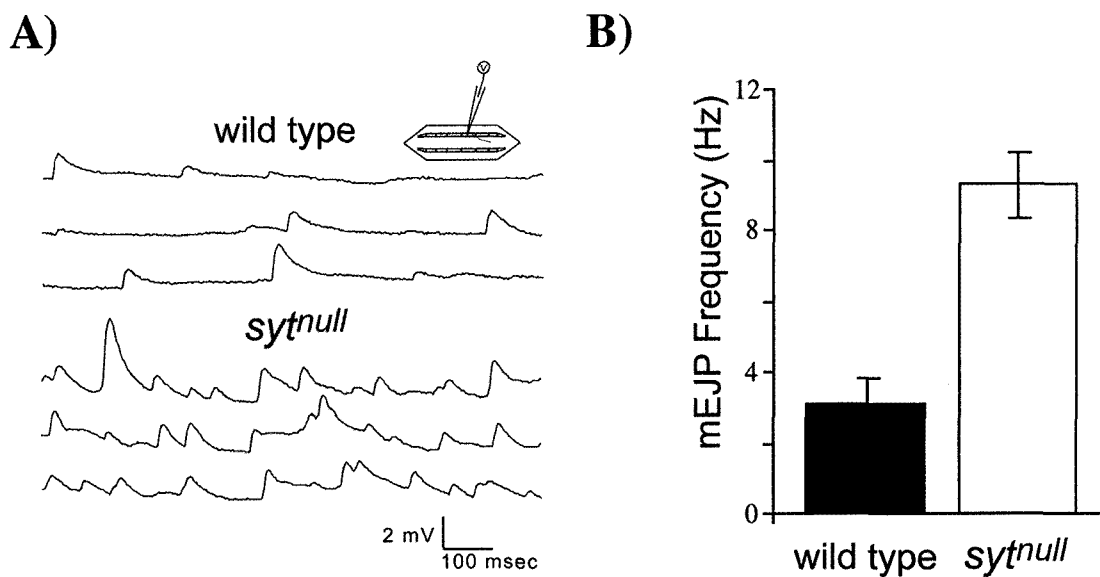 A)
wild type
V
syt^null
2 mV
100 msec
B)
mEJP Frequency (Hz)
12
8
4
0
wild type
syt^null